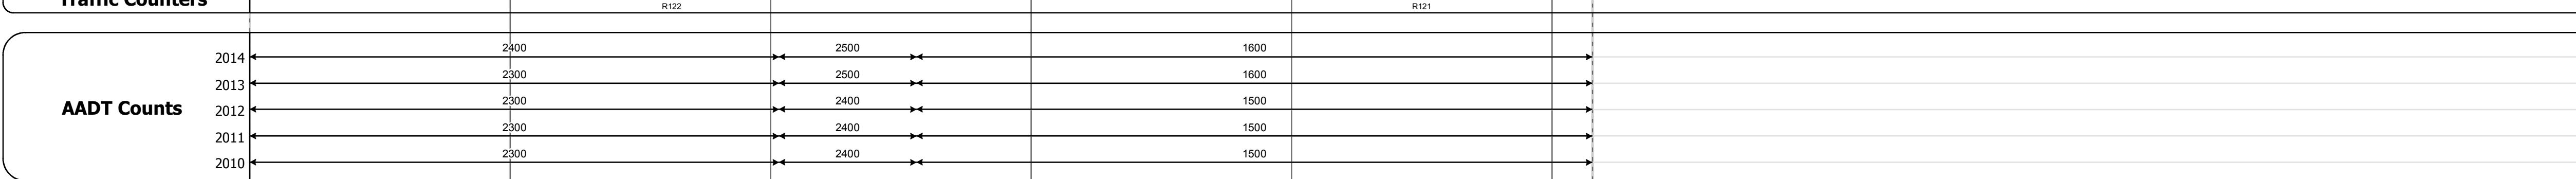 Traffic Counters
R122 R121
2014 2400 2500 1600
2013 2300 2500 1600
AADT Counts
2012 2300 2400 1500
2011 2300 2400 1500
2010 2300 2400 1500